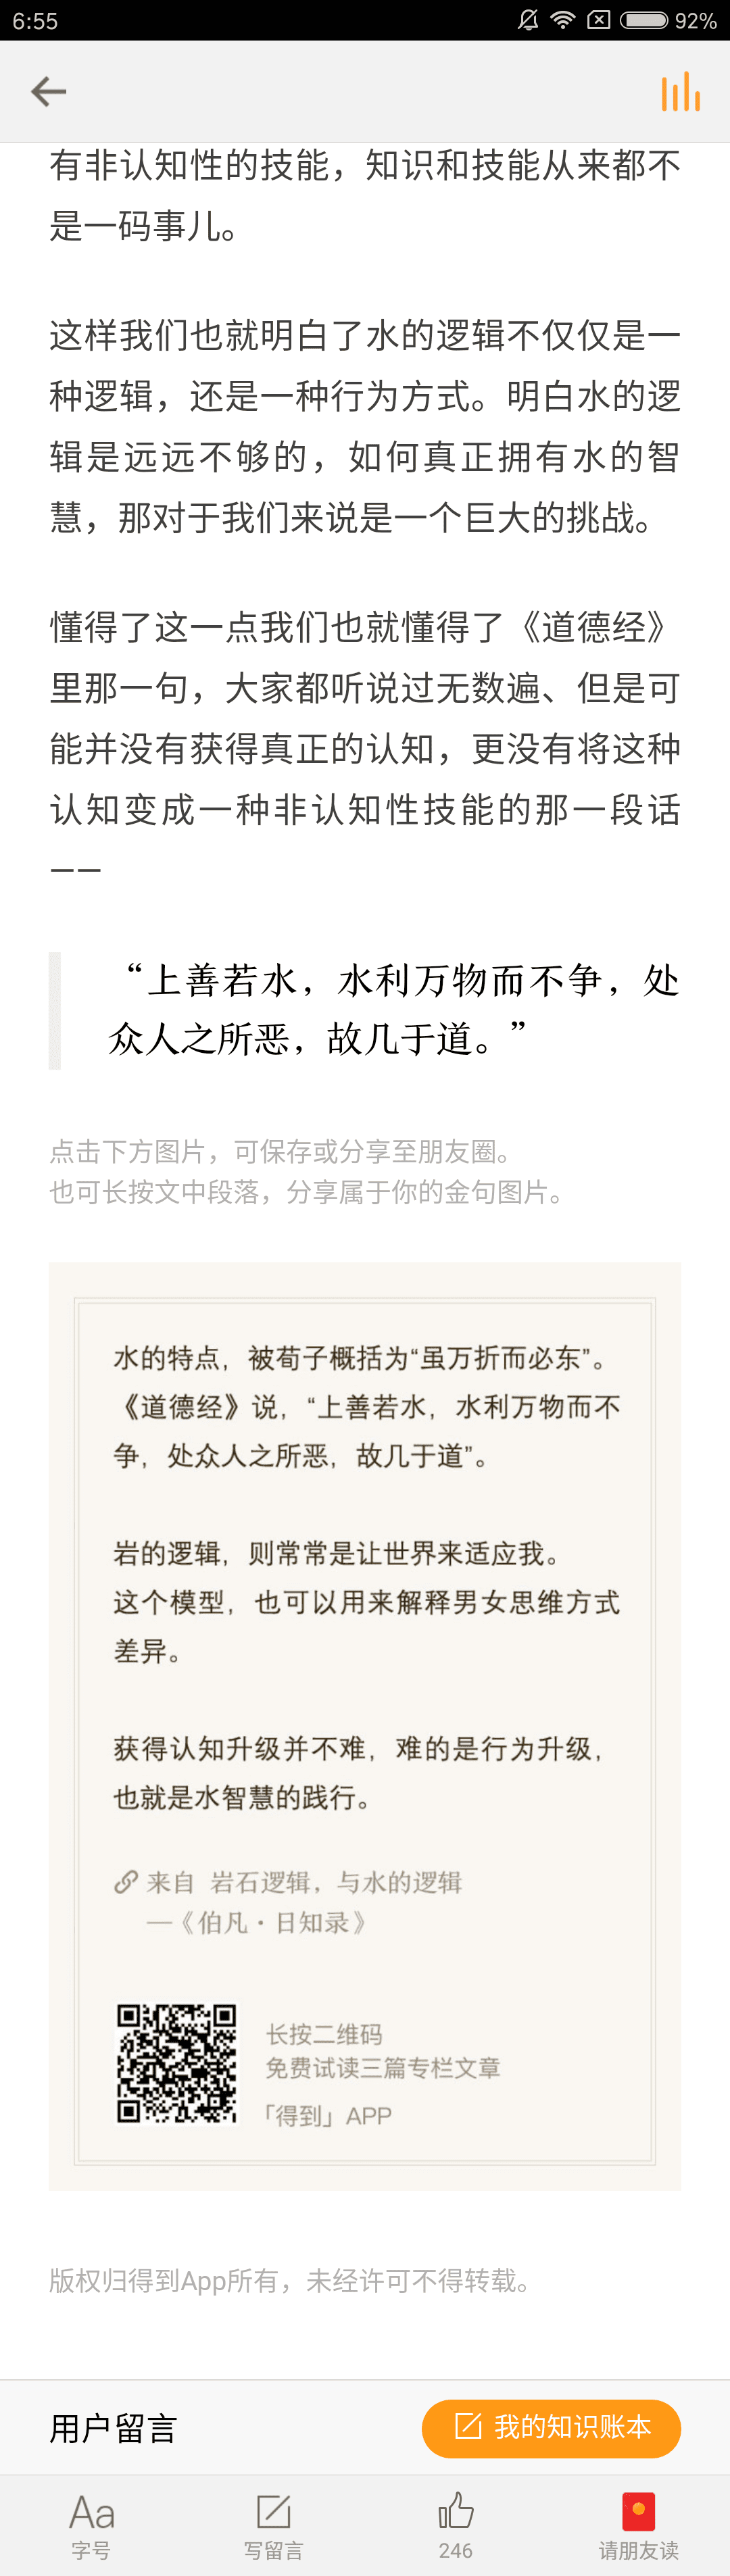 6:55
92%
有非认知性的技能，知识和技能从来都不
是一码事儿。
这样我们也就明白了水的逻辑不仅仅是一
种逻辑，还是一种行为方式。明白水的逻
辑是远远不够的，如何真正拥有水的智
慧，那对于我们来说是一个巨大的挑战。
懂得了这一点我们也就懂得了《道德经》
里那一句，大家都听说过无数遍、但是可
能并没有获得真正的认知，更没有将这种
认知变成一种非认知性技能的那一段话
——
“上善若水，水利万物而不争，处
众人之所恶，故几于道。”
点击下方图片，可保存或分享至朋友圈。
也可长按文中段落，分享属于你的金句图片。
水的特点，被荀子概括为“虽万折而必东”。
《道德经》说，“上善若水，水利万物而不
争，处众人之所恶，故几于道”。
岩的逻辑，则常常是让世界来适应我。
这个模型，也可以用来解释男女思维方式
差异。
获得认知升级并不难，难的是行为升级，
也就是水智慧的践行。
来自 岩石逻辑，与水的逻辑
—《伯凡·日知录》
长按二维码
免费试读三篇专栏文章
「得到」APP
版权归得到App所有，未经许可不得转载。
用户留言
我的知识账本
Aa
字号
写留言
246
请朋友读